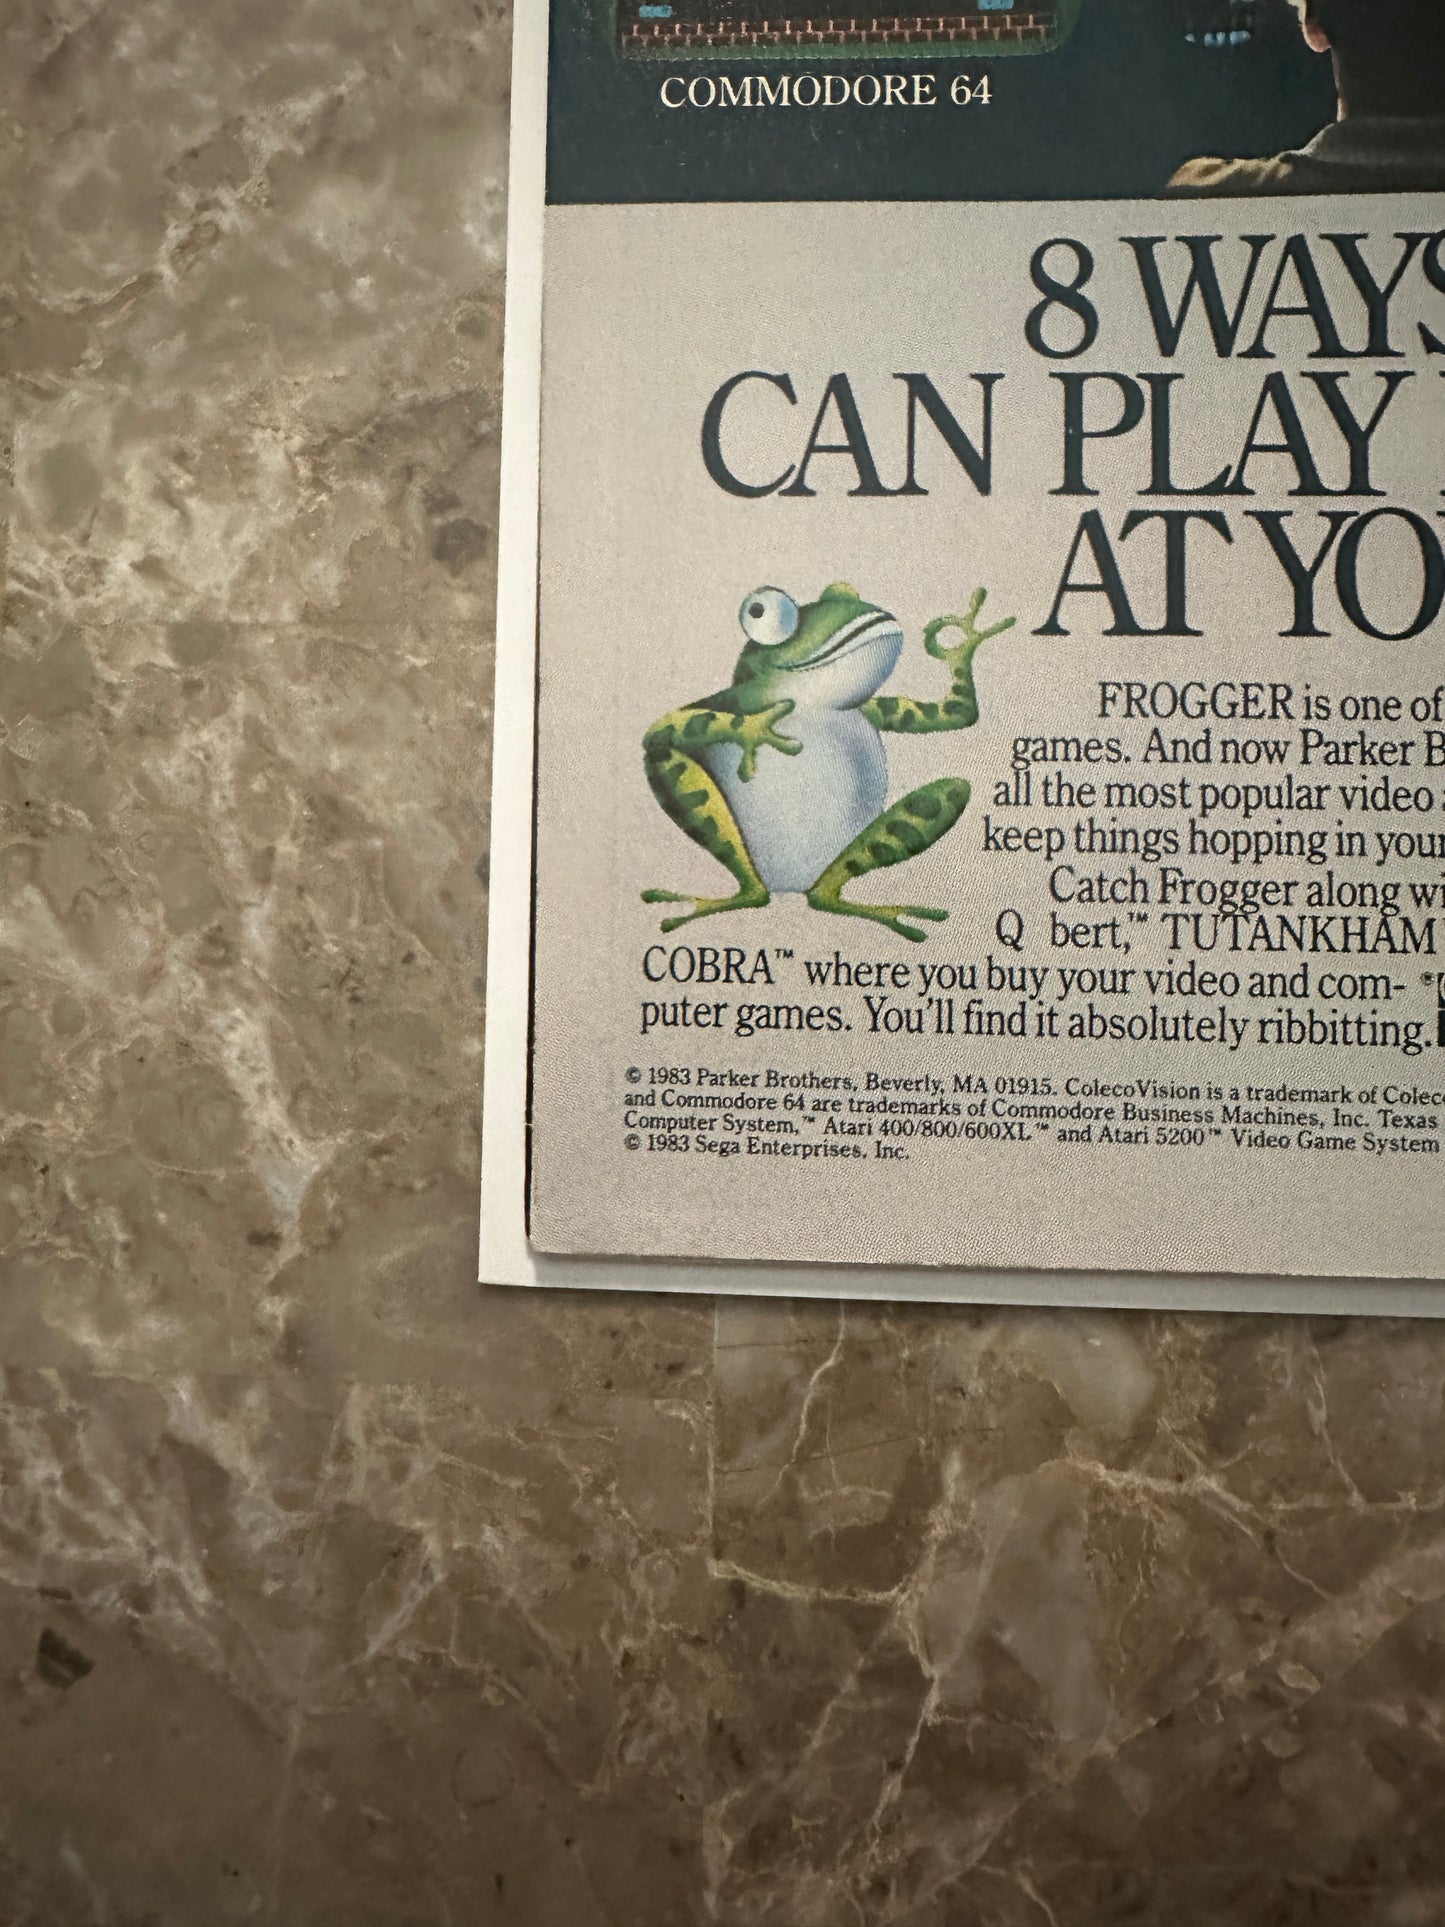 COMMODORE 64
8 WAYS
CAN PLAY
AT YO
FROGGER is one of
games. And now Parker B
all the most popular video
keep things hopping in your
Catch Frogger along wi
Q bert,™ TUTANKHAM
COBRA™ where you buy your video and com-
puter games. You'll find it absolutely ribbitting.
© 1983 Parker Brothers, Beverly, MA 01915. ColecoVision is a trademark of Colec
and Commodore 64 are trademarks of Commodore Business Machines, Inc. Texas
Computer System,™ Atari 400/800/600XL™ and Atari 5200™ Video Game System
© 1983 Sega Enterprises, Inc.